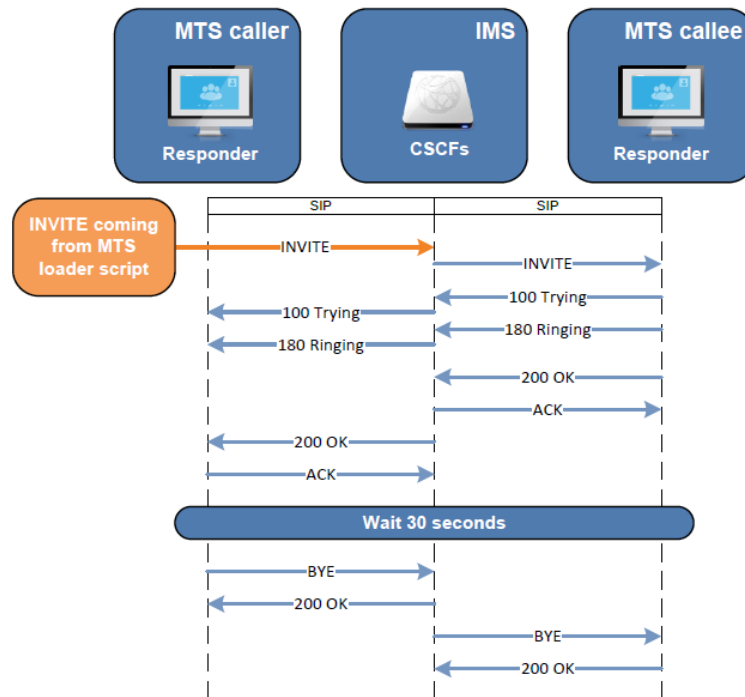 MTS caller
IMS
MTS callee
Responder
CSCFs
Responder
SIP
SIP
INVITE coming
from MTS
loader script
INVITE
INVITE
100 Trying
100 Trying
180 Ringing
180 Ringing
200 OK
ACK
200 OK
ACK
Wait 30 seconds
BYE
200 OK
BYE
200 OK